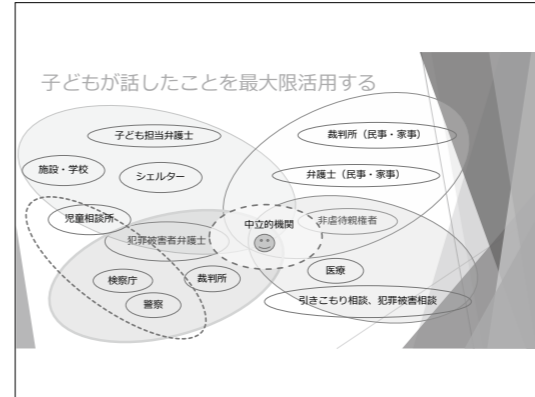 子どもが話したことを最大限活用する
子ども担当弁護士
裁判所（民事・家事）
施設・学校
シェルター
弁護士（民事・家事）
児童相談所
中立的機関
非虐待親権者
犯罪被害者弁護士
検察庁
裁判所
医療
警察
引きこもり相談、犯罪被害相談